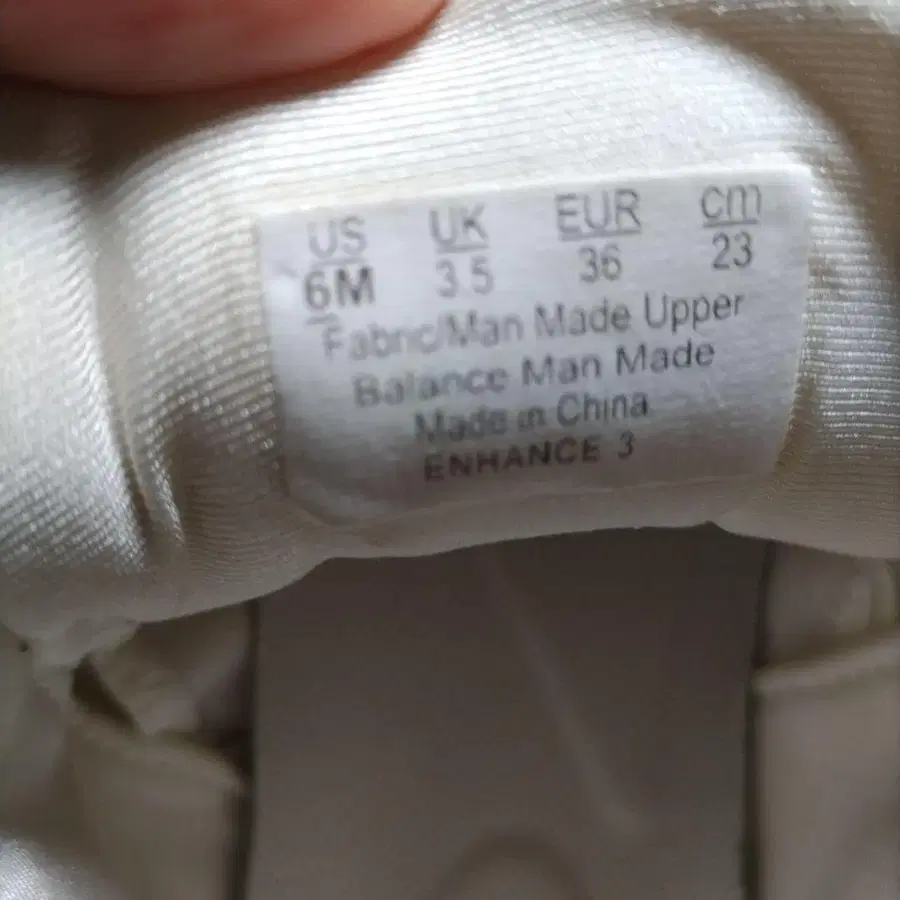 US UK EUR cm
6M 3.5 36 23
Fabric/Man Made Upper
Balance Man Made
Made in China
ENHANCE 3